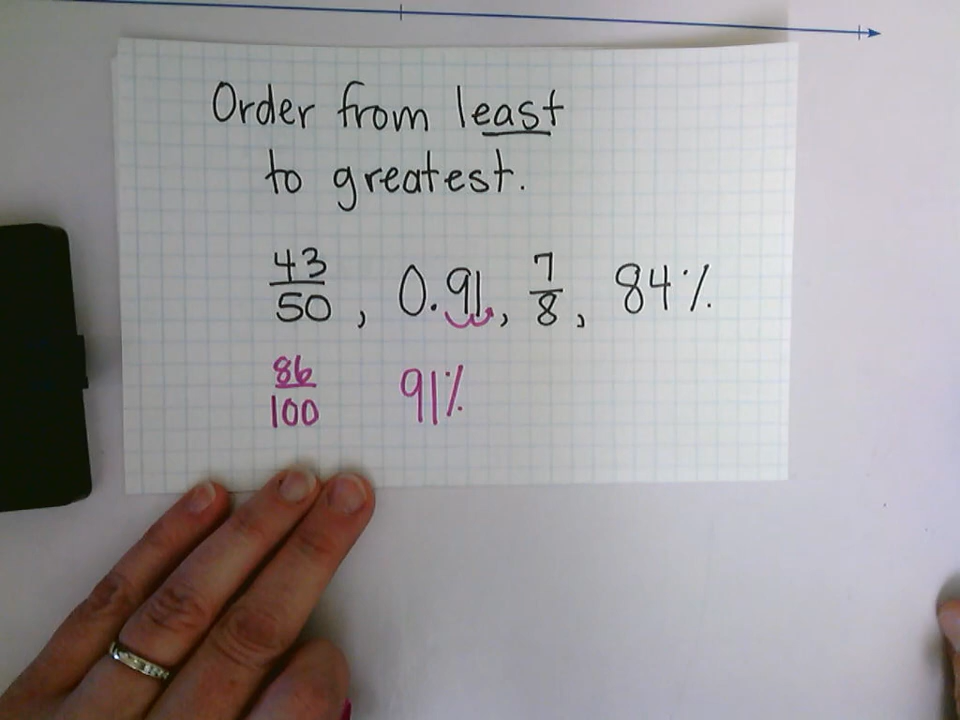 Order from least
to greatest.
43/50, 0.91, 7/8, 84%
86/100 91%